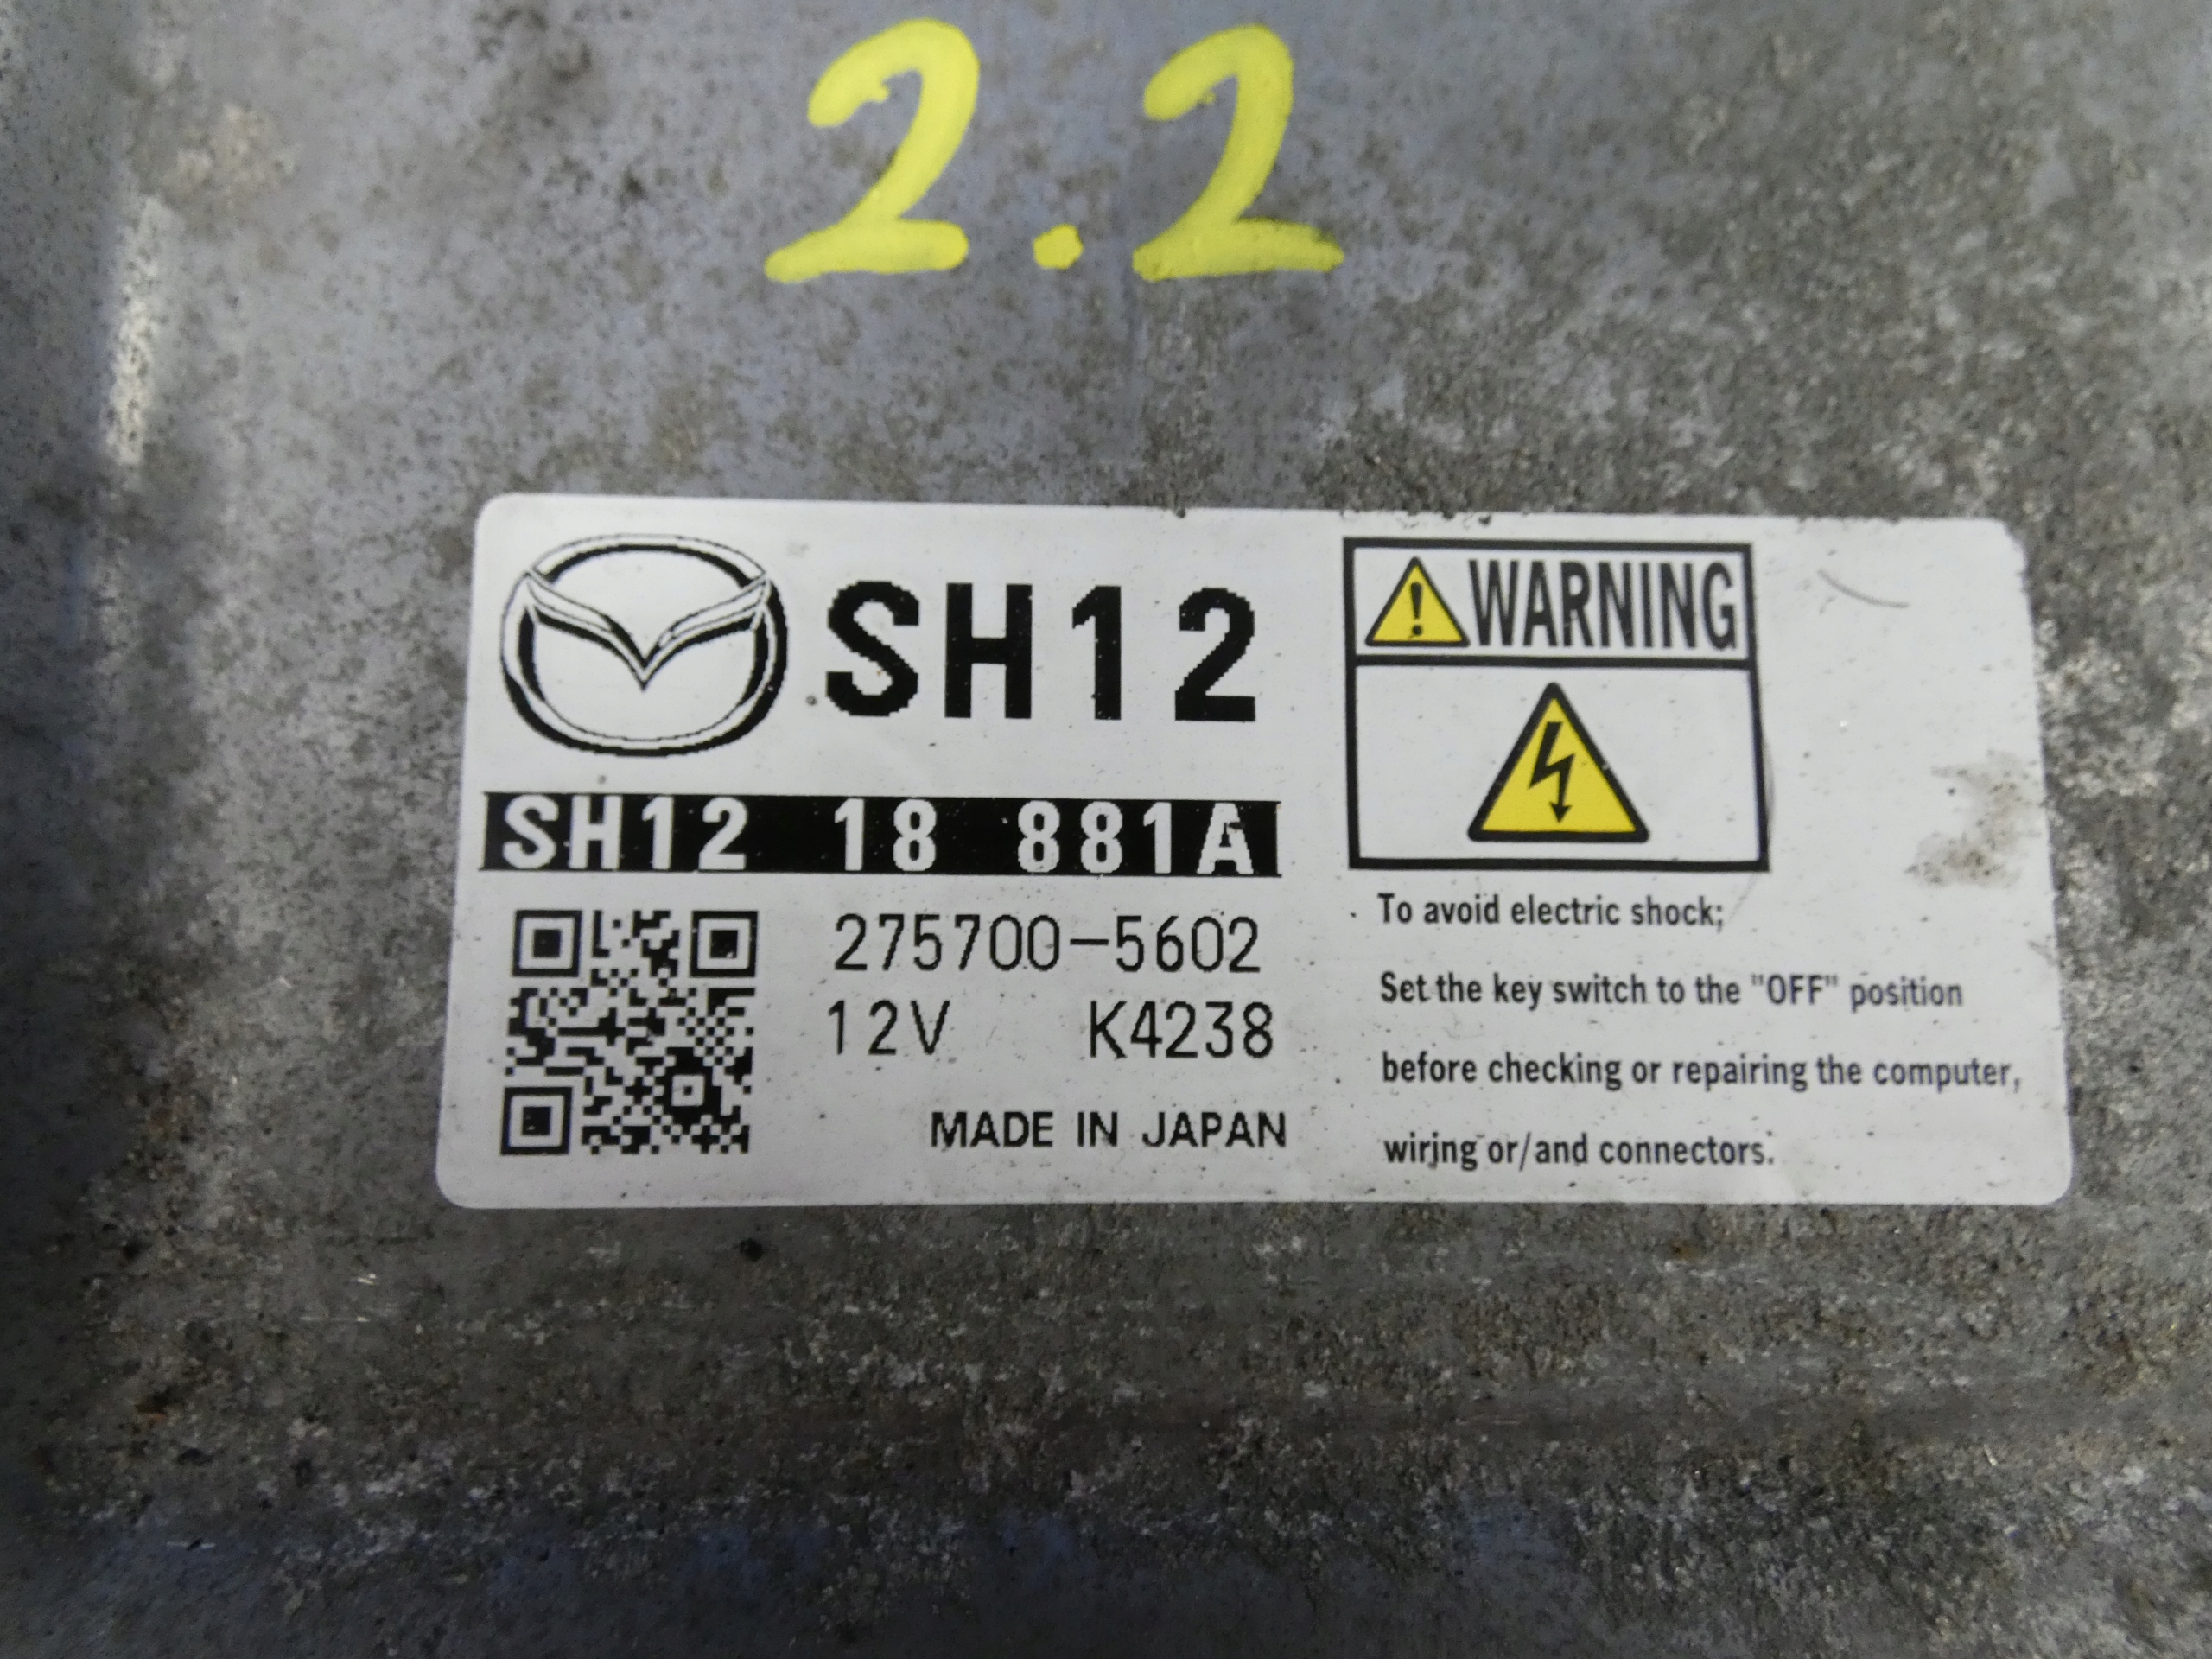 2.2
SH12
SH12 18 881A
275700-5602
12V K4238
MADE IN JAPAN
WARNING
To avoid electric shock;
Set the key switch to the "OFF" position
before checking or repairing the computer,
wiring or/and connectors.